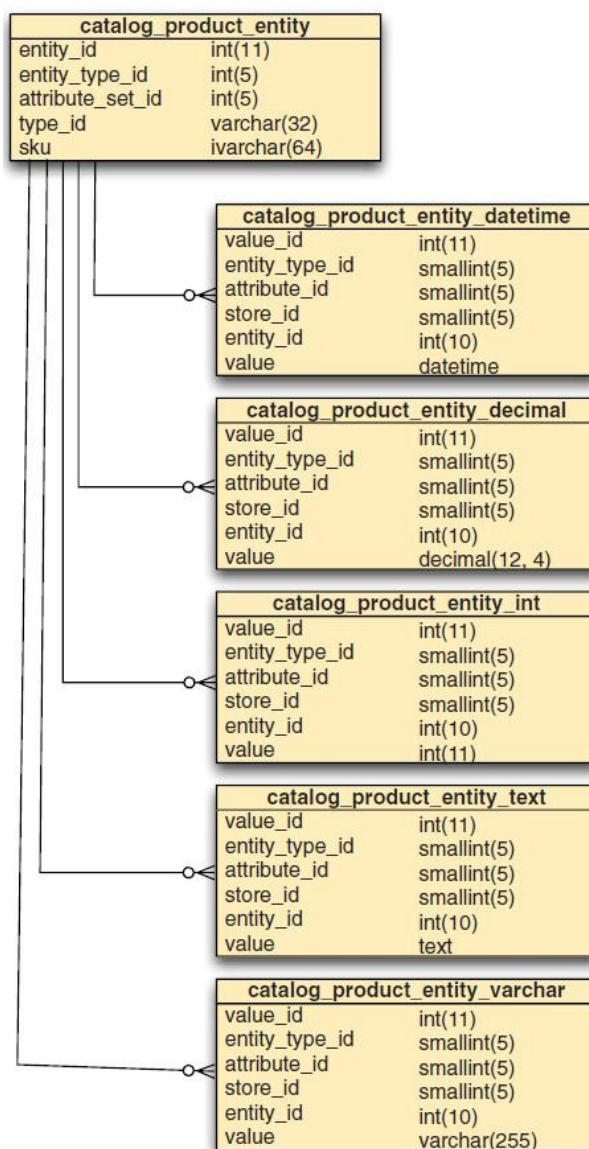 catalog_product_entity
entity_id int(11)
entity_type_id int(5)
attribute_set_id int(5)
type_id varchar(32)
sku ivarchar(64)
catalog_product_entity_datetime
value_id int(11)
entity_type_id smallint(5)
attribute_id smallint(5)
store_id smallint(5)
entity_id int(10)
value datetime
catalog_product_entity_decimal
value_id int(11)
entity_type_id smallint(5)
attribute_id smallint(5)
store_id smallint(5)
entity_id int(10)
value decimal(12, 4)
catalog_product_entity_int
value_id int(11)
entity_type_id smallint(5)
attribute_id smallint(5)
store_id smallint(5)
entity_id int(10)
value int(11)
catalog_product_entity_text
value_id int(11)
entity_type_id smallint(5)
attribute_id smallint(5)
store_id smallint(5)
entity_id int(10)
value text
catalog_product_entity_varchar
value_id int(11)
entity_type_id smallint(5)
attribute_id smallint(5)
store_id smallint(5)
entity_id int(10)
value varchar(255)